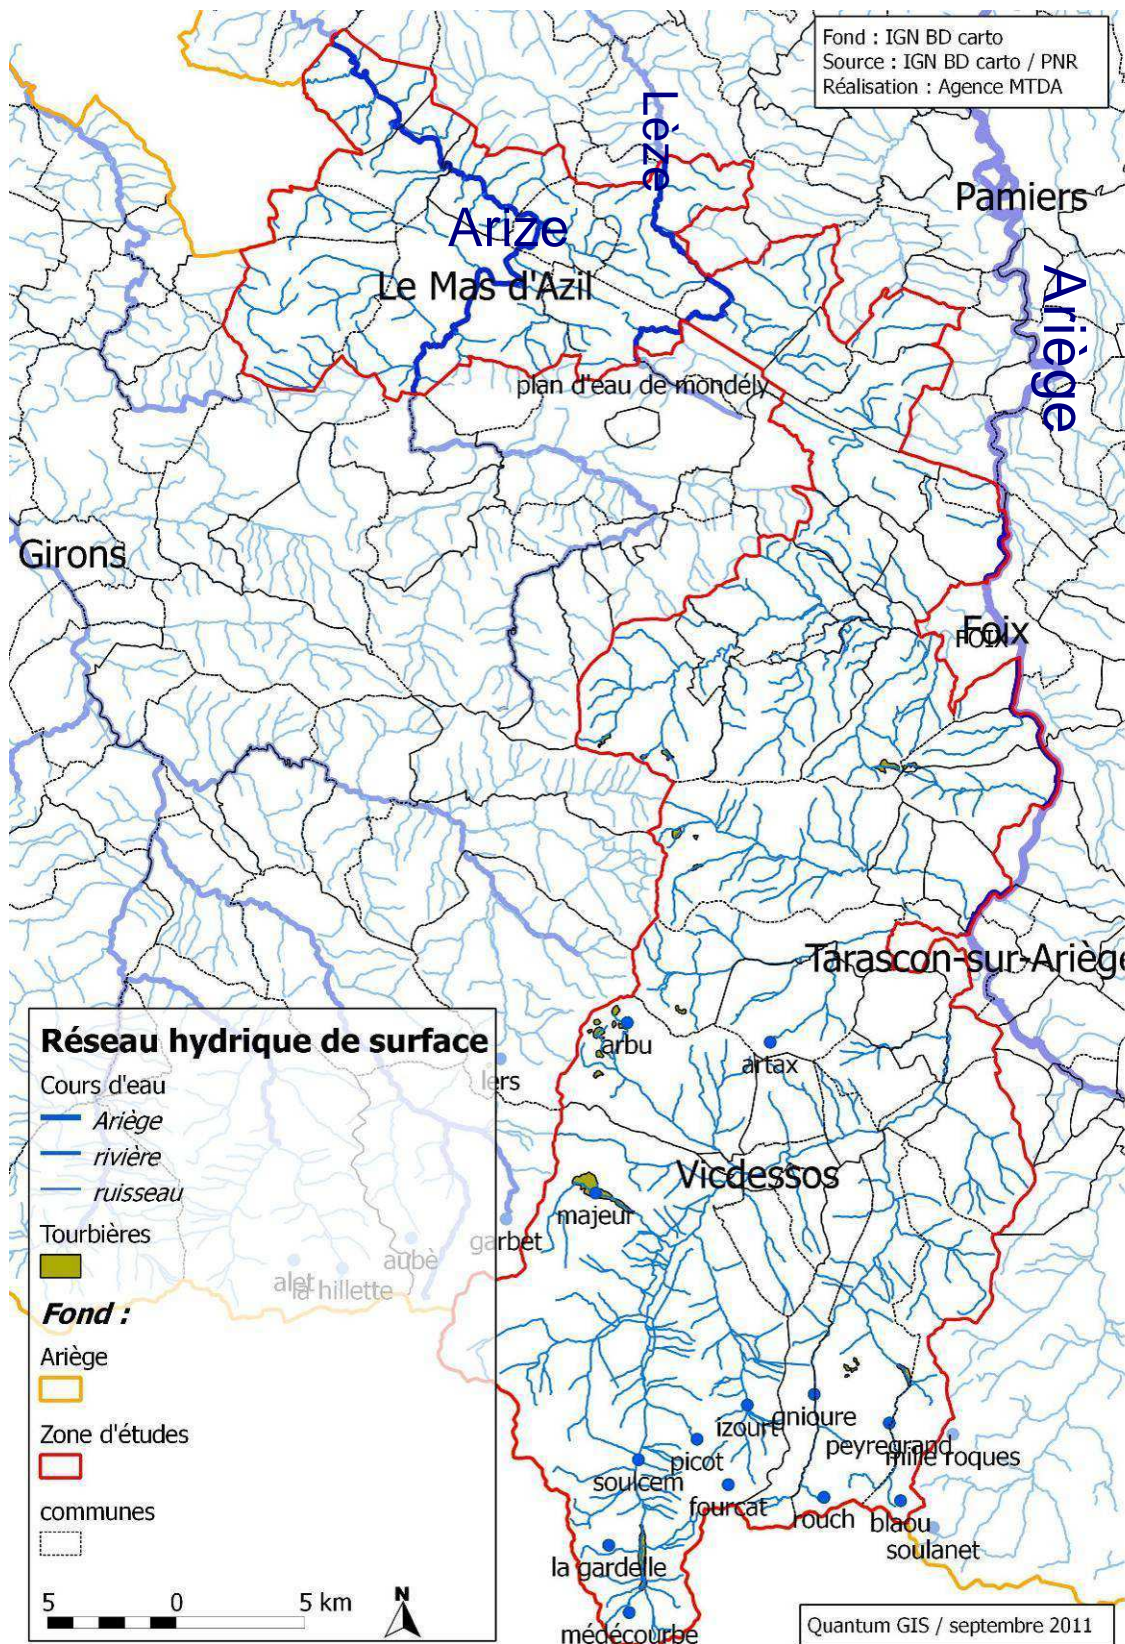 Fond : IGN BD carto
Source : IGN BD carto / PNR
Réalisation : Agence MTDA
Lèze
Pamiers
Arize
Le Mas d'Azil
Ariège
plan d'eau de mondély
Girons
Foix
FOIX
Tarascon-sur-Ariège
arbu
artax
lers
Vicdessos
majeur
garbet
aubè
alet
la hillette
Réseau hydrique de surface
Cours d'eau
Ariège
rivière
ruisseau
Tourbières
Fond :
Ariège
Zone d'études
communes
5 0 5 km
N
gnioure
izourt
peyregrand
mille roques
picot
soulcem
fourcat
rouch
blaou
soulanet
la gardelle
médécourbe
Quantum GIS / septembre 2011